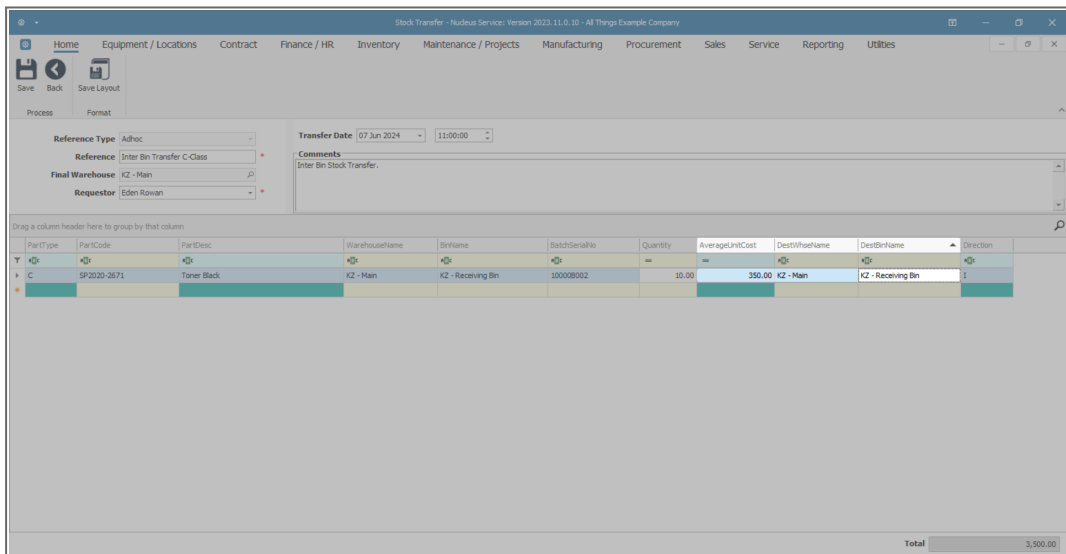 Stock Transfer - Nucleus Service: Version 2023.11.0.10 - All Things Example Company
Home Equipment / Locations Contract Finance / HR Inventory Maintenance / Projects Manufacturing Procurement Sales Service Reporting Utilities
Save Back Save Layout
Process Format
Reference Type Adhoc
Reference Inter Bin Transfer C-Class *
Final Warehouse KZ - Main
Requestor Eden Rowan *
Transfer Date 07 Jun 2024 11:00:00
Comments
Inter Bin Stock Transfer.
Drag a column header here to group by that column
PartType PartCode PartDesc WarehouseName BinName BatchSerialNo Quantity AverageUnitCost DestWhseName DestBinName Direction
C SP2020-2671 Toner Black KZ - Main KZ - Receiving Bin 10000B002 10.00 350.00 KZ - Main KZ - Receiving Bin I
Total 3,500.00